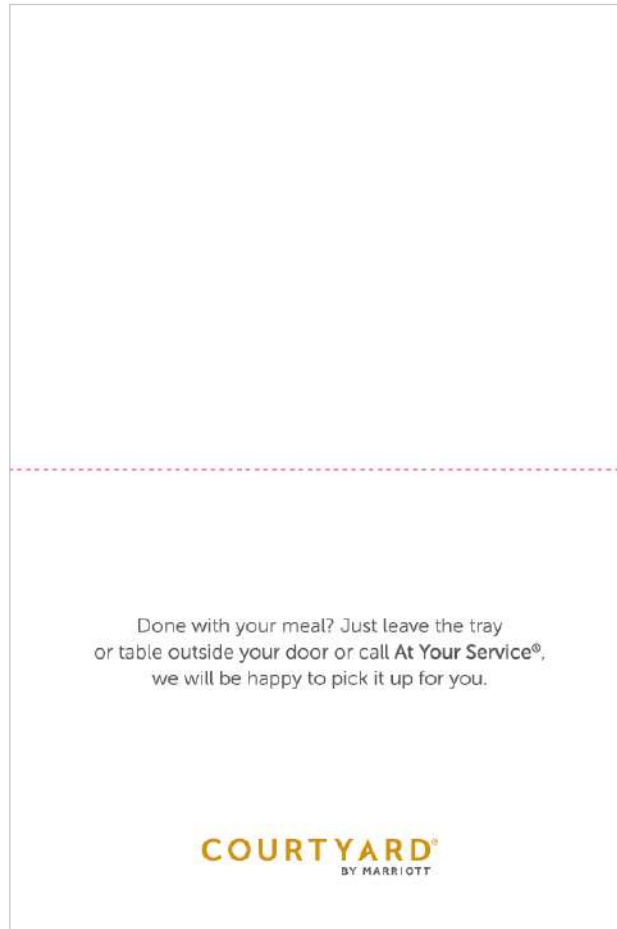 Done with your meal? Just leave the tray
or table outside your door or call At Your Service®,
we will be happy to pick it up for you.
COURTYARD®
BY MARRIOTT